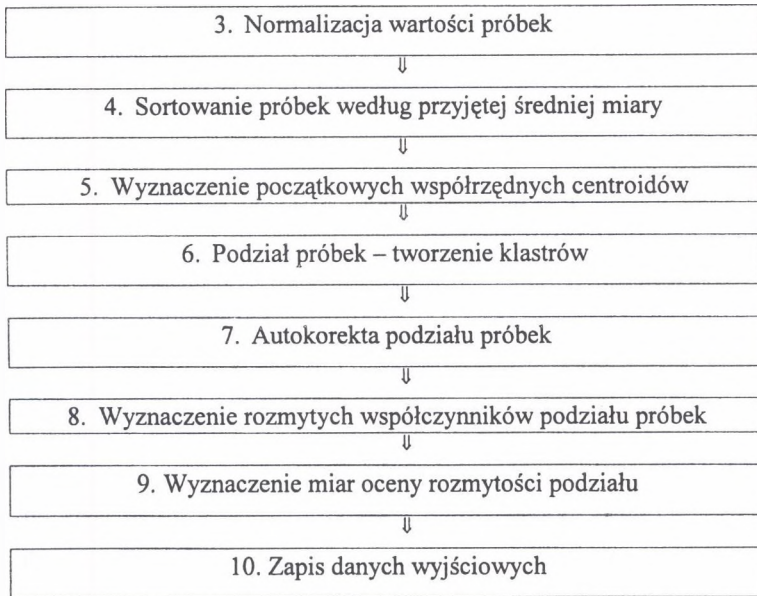 3. Normalizacja wartości próbek
⇓
4. Sortowanie próbek według przyjętej średniej miary
⇓
5. Wyznaczenie początkowych współrzędnych centroidów
⇓
6. Podział próbek – tworzenie klastrów
⇓
7. Autokorekta podziału próbek
⇓
8. Wyznaczenie rozmytych współczynników podziału próbek
⇓
9. Wyznaczenie miar oceny rozmytości podziału
⇓
10. Zapis danych wyjściowych